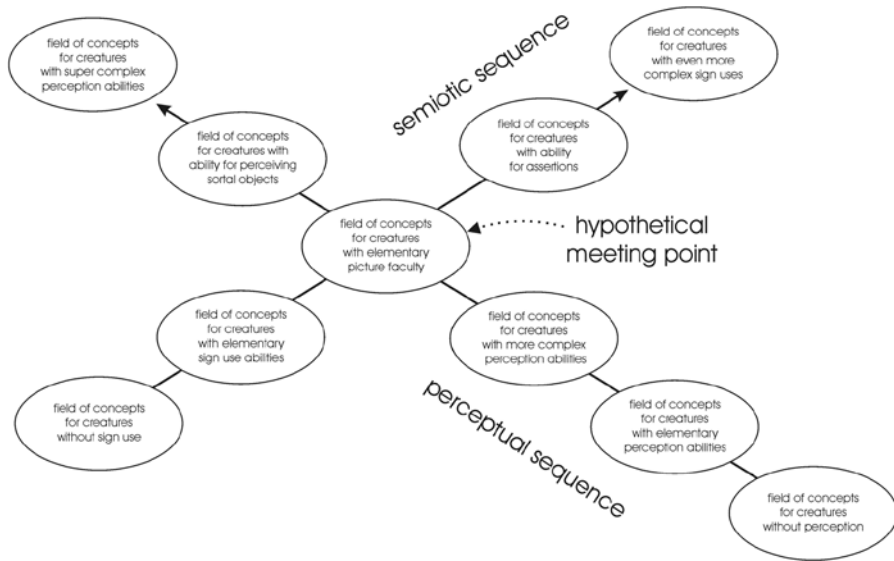 field of concepts
for creatures
with super complex
perception abilities
semiotic sequence
field of concepts
for creatures
with even more
complex sign uses
field of concepts
for creatures with
ability for perceiving
sortal objects
field of concepts
for creatures
with ability
for assertions
field of concepts
for creatures
with elementary
picture faculty
hypothetical
meeting point
field of concepts
for creatures
with elementary
sign use abilities
field of concepts
for creatures
with more complex
perception abilities
field of concepts
for creatures
without sign use
perceptual sequence
field of concepts
for creatures
with elementary
perception abilities
field of concepts
for creatures
without perception